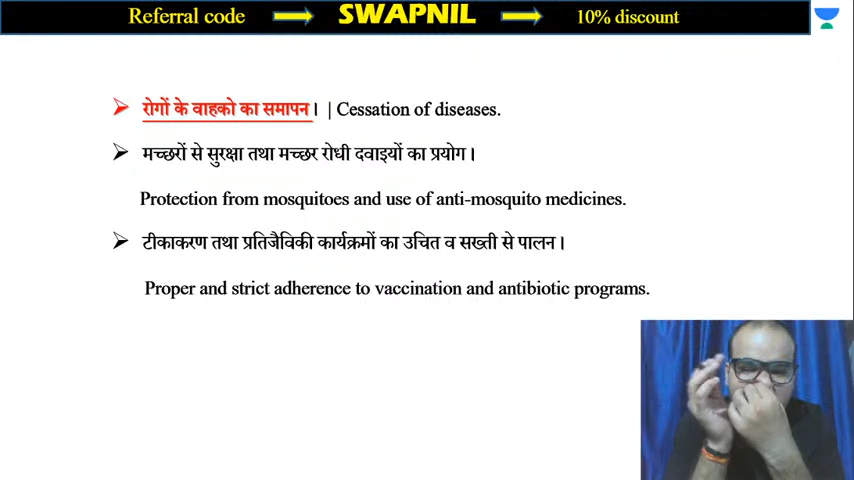 Referral code SWAPNIL 10% discount
रोगों के वाहको का समापन। | Cessation of diseases.
मच्छरों से सुरक्षा तथा मच्छर रोधी दवाइयों का प्रयोग।
Protection from mosquitoes and use of anti-mosquito medicines.
टीकाकरण तथा प्रतिजैविकी कार्यक्रमों का उचित व सख्ती से पालन।
Proper and strict adherence to vaccination and antibiotic programs.